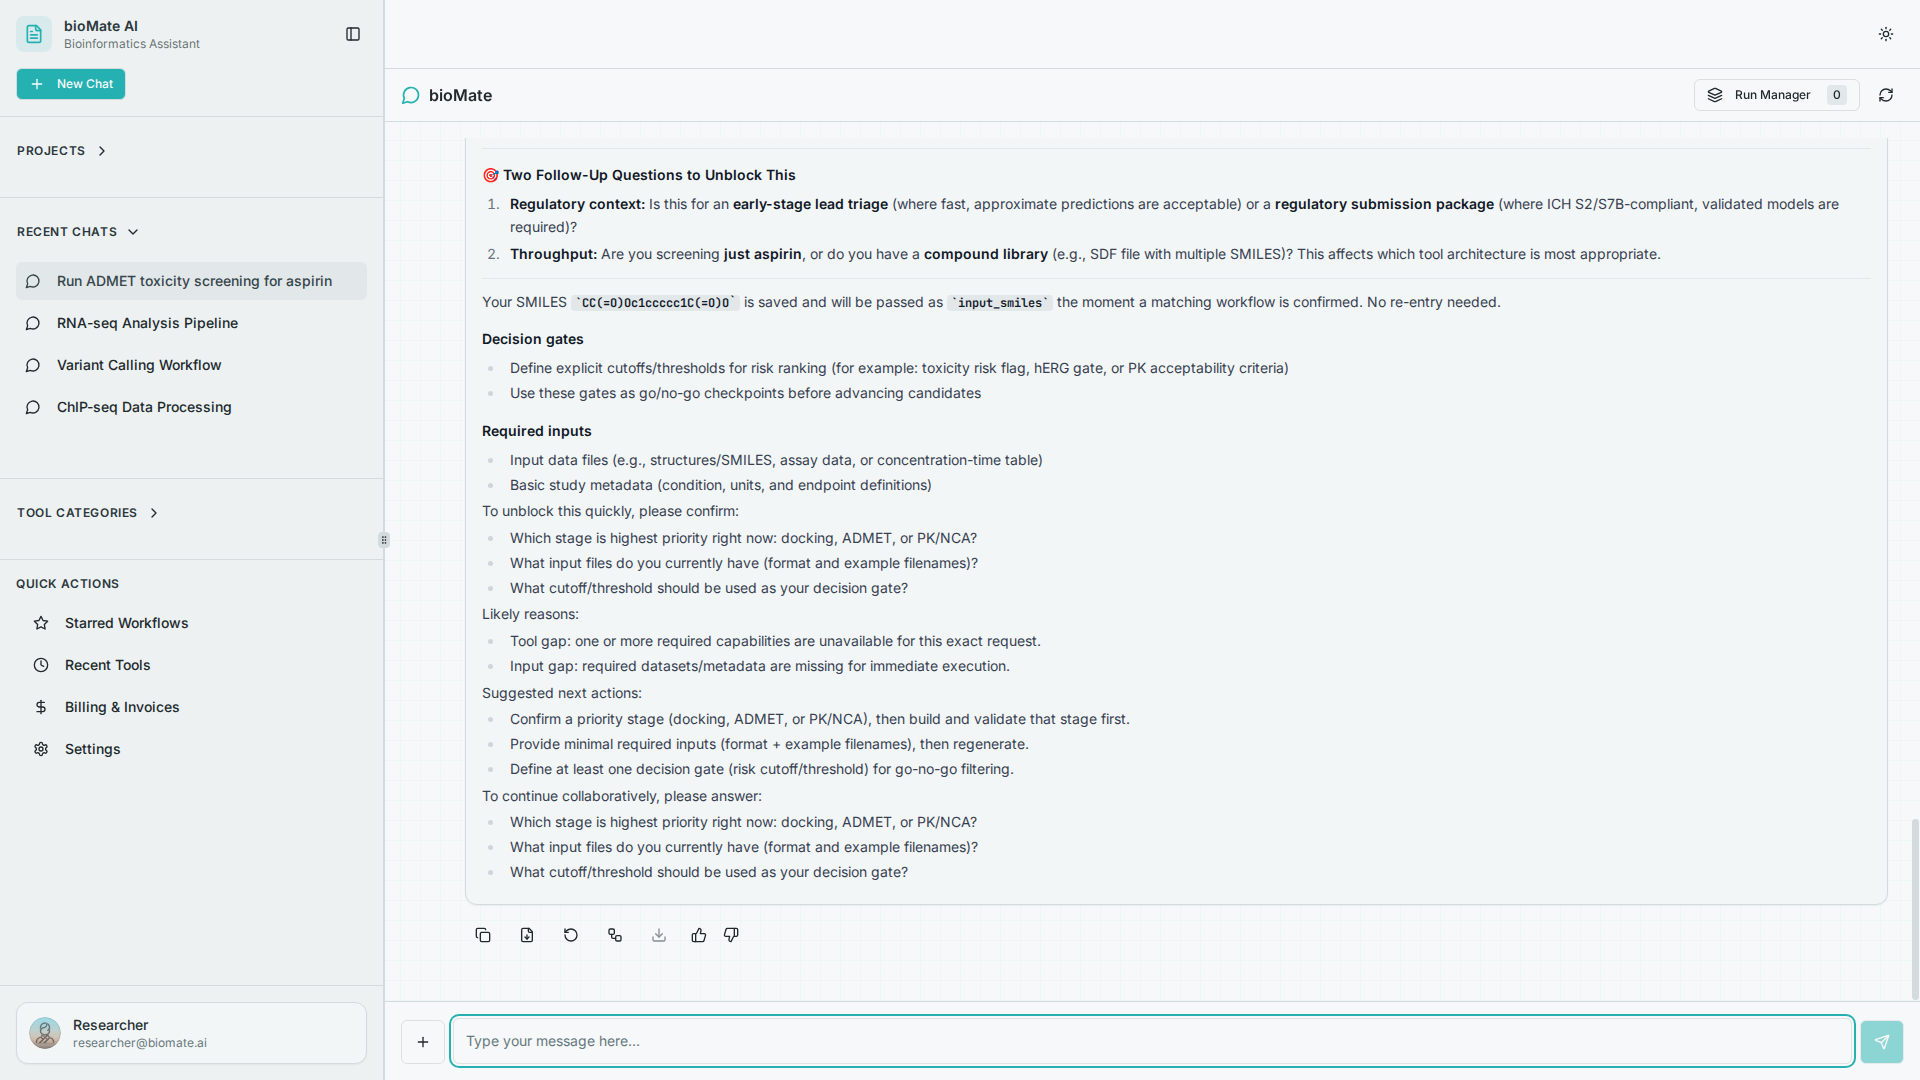 bioMate AI
Bioinformatics Assistant
New Chat
PROJECTS
RECENT CHATS
Run ADMET toxicity screening for aspirin
RNA-seq Analysis Pipeline
Variant Calling Workflow
ChIP-seq Data Processing
TOOL CATEGORIES
QUICK ACTIONS
Starred Workflows
Recent Tools
Billing & Invoices
Settings
Researcher
researcher@biomate.ai
bioMate
Run Manager 0
🎯 Two Follow-Up Questions to Unblock This
1. Regulatory context: Is this for an early-stage lead triage (where fast, approximate predictions are acceptable) or a regulatory submission package (where ICH S2/S7B-compliant, validated models are
required)?
2. Throughput: Are you screening just aspirin, or do you have a compound library (e.g., SDF file with multiple SMILES)? This affects which tool architecture is most appropriate.
Your SMILES `CC(=O)Oc1ccccc1C(=O)O` is saved and will be passed as `input_smiles` the moment a matching workflow is confirmed. No re-entry needed.
Decision gates
Define explicit cutoffs/thresholds for risk ranking (for example: toxicity risk flag, hERG gate, or PK acceptability criteria)
Use these gates as go/no-go checkpoints before advancing candidates
Required inputs
Input data files (e.g., structures/SMILES, assay data, or concentration-time table)
Basic study metadata (condition, units, and endpoint definitions)
To unblock this quickly, please confirm:
Which stage is highest priority right now: docking, ADMET, or PK/NCA?
What input files do you currently have (format and example filenames)?
What cutoff/threshold should be used as your decision gate?
Likely reasons:
Tool gap: one or more required capabilities are unavailable for this exact request.
Input gap: required datasets/metadata are missing for immediate execution.
Suggested next actions:
Confirm a priority stage (docking, ADMET, or PK/NCA), then build and validate that stage first.
Provide minimal required inputs (format + example filenames), then regenerate.
Define at least one decision gate (risk cutoff/threshold) for go-no-go filtering.
To continue collaboratively, please answer:
Which stage is highest priority right now: docking, ADMET, or PK/NCA?
What input files do you currently have (format and example filenames)?
What cutoff/threshold should be used as your decision gate?
Type your message here...